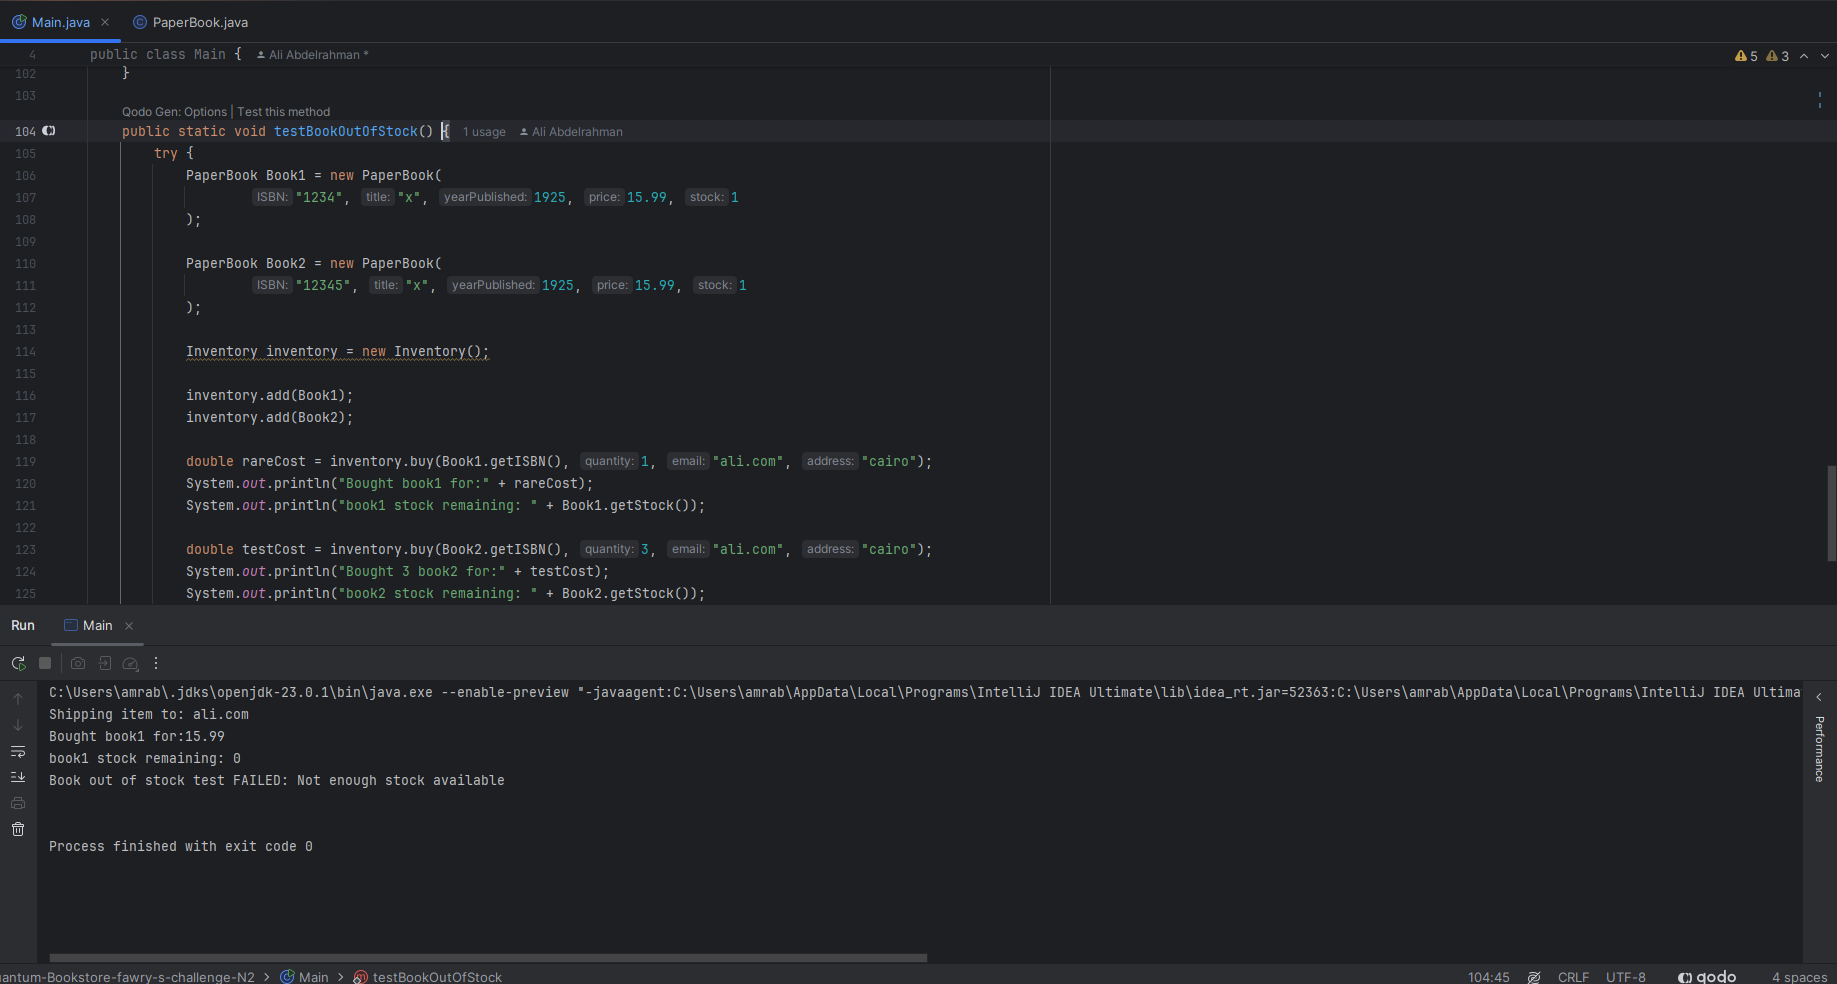 Main.java
PaperBook.java
4 public class Main { Ali Abdelrahman *
5 3
102 }
103
Qodo Gen: Options | Test this method
104 public static void testBookOutOfStock() { 1 usage Ali Abdelrahman
105 try {
106 PaperBook Book1 = new PaperBook(
107 ISBN: "1234", title: "x", yearPublished: 1925, price: 15.99, stock: 1
108 );
109
110 PaperBook Book2 = new PaperBook(
111 ISBN: "12345", title: "x", yearPublished: 1925, price: 15.99, stock: 1
112 );
113
114 Inventory inventory = new Inventory();
115
116 inventory.add(Book1);
117 inventory.add(Book2);
118
119 double rareCost = inventory.buy(Book1.getISBN(), quantity: 1, email: "ali.com", address: "cairo");
120 System.out.println("Bought book1 for:" + rareCost);
121 System.out.println("book1 stock remaining: " + Book1.getStock());
122
123 double testCost = inventory.buy(Book2.getISBN(), quantity: 3, email: "ali.com", address: "cairo");
124 System.out.println("Bought 3 book2 for:" + testCost);
125 System.out.println("book2 stock remaining: " + Book2.getStock());
Run Main
C:\Users\amrab\.jdks\openjdk-23.0.1\bin\java.exe --enable-preview "-javaagent:C:\Users\amrab\AppData\Local\Programs\IntelliJ IDEA Ultimate\lib\idea_rt.jar=52363:C:\Users\amrab\AppData\Local\Programs\IntelliJ IDEA Ultima
Shipping item to: ali.com
Bought book1 for:15.99
book1 stock remaining: 0
Book out of stock test FAILED: Not enough stock available
Process finished with exit code 0
Performance
antum-Bookstore-fawry-s-challenge-N2 > Main > testBookOutOfStock
104:45 CRLF UTF-8 qodo 4 spaces